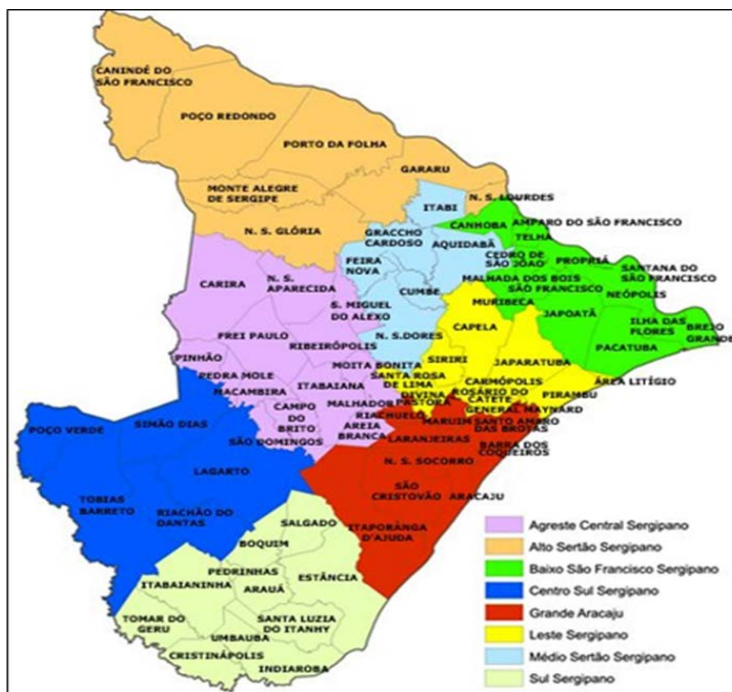 CANINDÉ DO
SÃO FRANCISCO
POÇO REDONDO
PORTO DA FOLHA
GARARU
MONTE ALEGRE
DE SERGIPE
N. S. LOURDES
ITABI
N. S. GLÓRIA
GRACCHO
CARDOSO
CANHOBA
AMPARO DO SÃO FRANCISCO
TELHA
AQUIDABÃ
FEIRA
NOVA
CEDRO DE
SÃO JOÃO
PROPRIÁ
SANTANA DO
SÃO FRANCISCO
CARIRA
N. S.
APARECIDA
MALHADA DOS BOIS
SÃO FRANCISCO
NEÓPOLIS
CUMBE
MURIBECA
S. MIGUEL
DO ALEXO
CAPELA
JAPOATÃ
ILHA DAS
FLORES
BREJO
GRANDE
FREI PAULO
RIBEIRÓPOLIS
N. S.DORES
PACATUBA
PINHÃO
MOITA BONITA
SIRIRI
JAPARATUBA
PEDRA MOLE
SANTA ROSA
DE LIMA
CARMÓPOLIS
ÁREA LITÍGIO
MACAMBIRA
ITABAIANA
DIVINA
PASTORA
ROSÁRIO DO
CATETE
PIRAMBU
MALHADOR
GENERAL MAYNARD
CAMPO
DO
BRITO
RIACHUELO
MARUIM
SANTO AMARO
DAS BROTAS
POÇO VERDE
SIMÃO DIAS
AREIA
BRANCA
SÃO DOMINGOS
LARANJEIRAS
BARRA DOS
COQUEIROS
LAGARTO
N. S. SOCORRO
TOBIAS
BARRETO
RIACHÃO DO
DANTAS
SÃO
CRISTOVÃO
ARACAJU
SALGADO
ITAPORÀNGA
D'AJUDA
BOQUIM
PEDRINHAS
ITABAIANINHA
ARAUÁ
ESTÂNCIA
TOMAR DO
GERU
SANTA LUZIA
DO ITANHY
UMBAUBA
CRISTINÁPOLIS
INDIAROBA
Agreste Central Sergipano
Alto Sertão Sergipano
Baixo São Francisco Sergipano
Centro Sul Sergipano
Grande Aracaju
Leste Sergipano
Médio Sertão Sergipano
Sul Sergipano